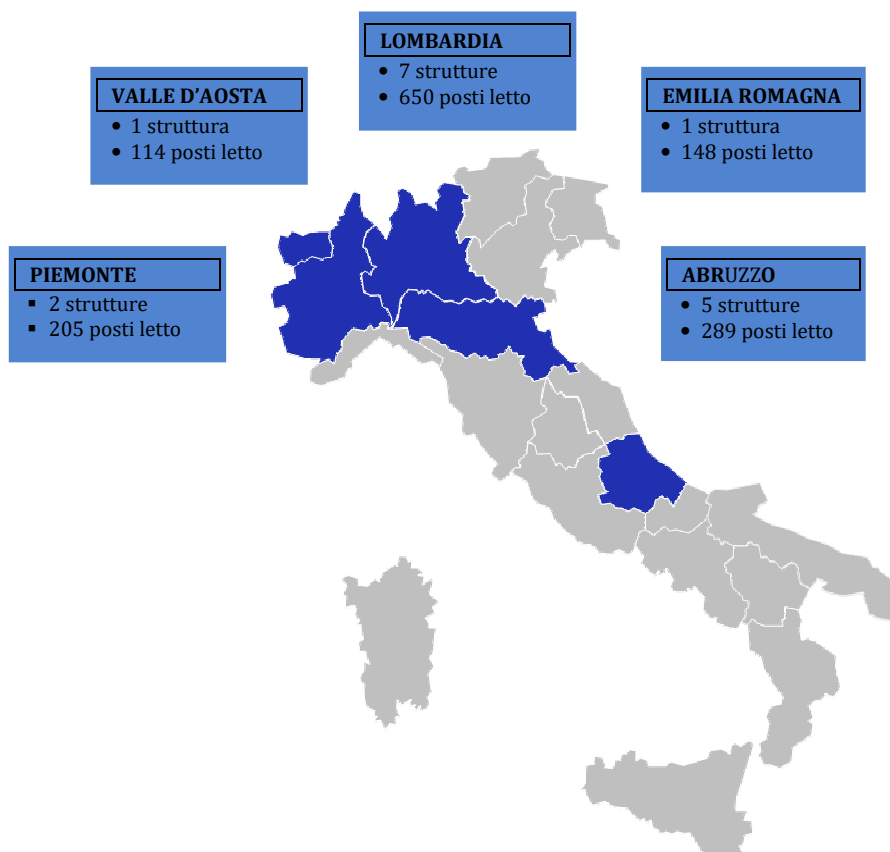 LOMBARDIA
• 7 strutture
• 650 posti letto
VALLE D’AOSTA
• 1 struttura
• 114 posti letto
EMILIA ROMAGNA
• 1 struttura
• 148 posti letto
PIEMONTE
▪ 2 strutture
▪ 205 posti letto
ABRUZZO
• 5 strutture
• 289 posti letto